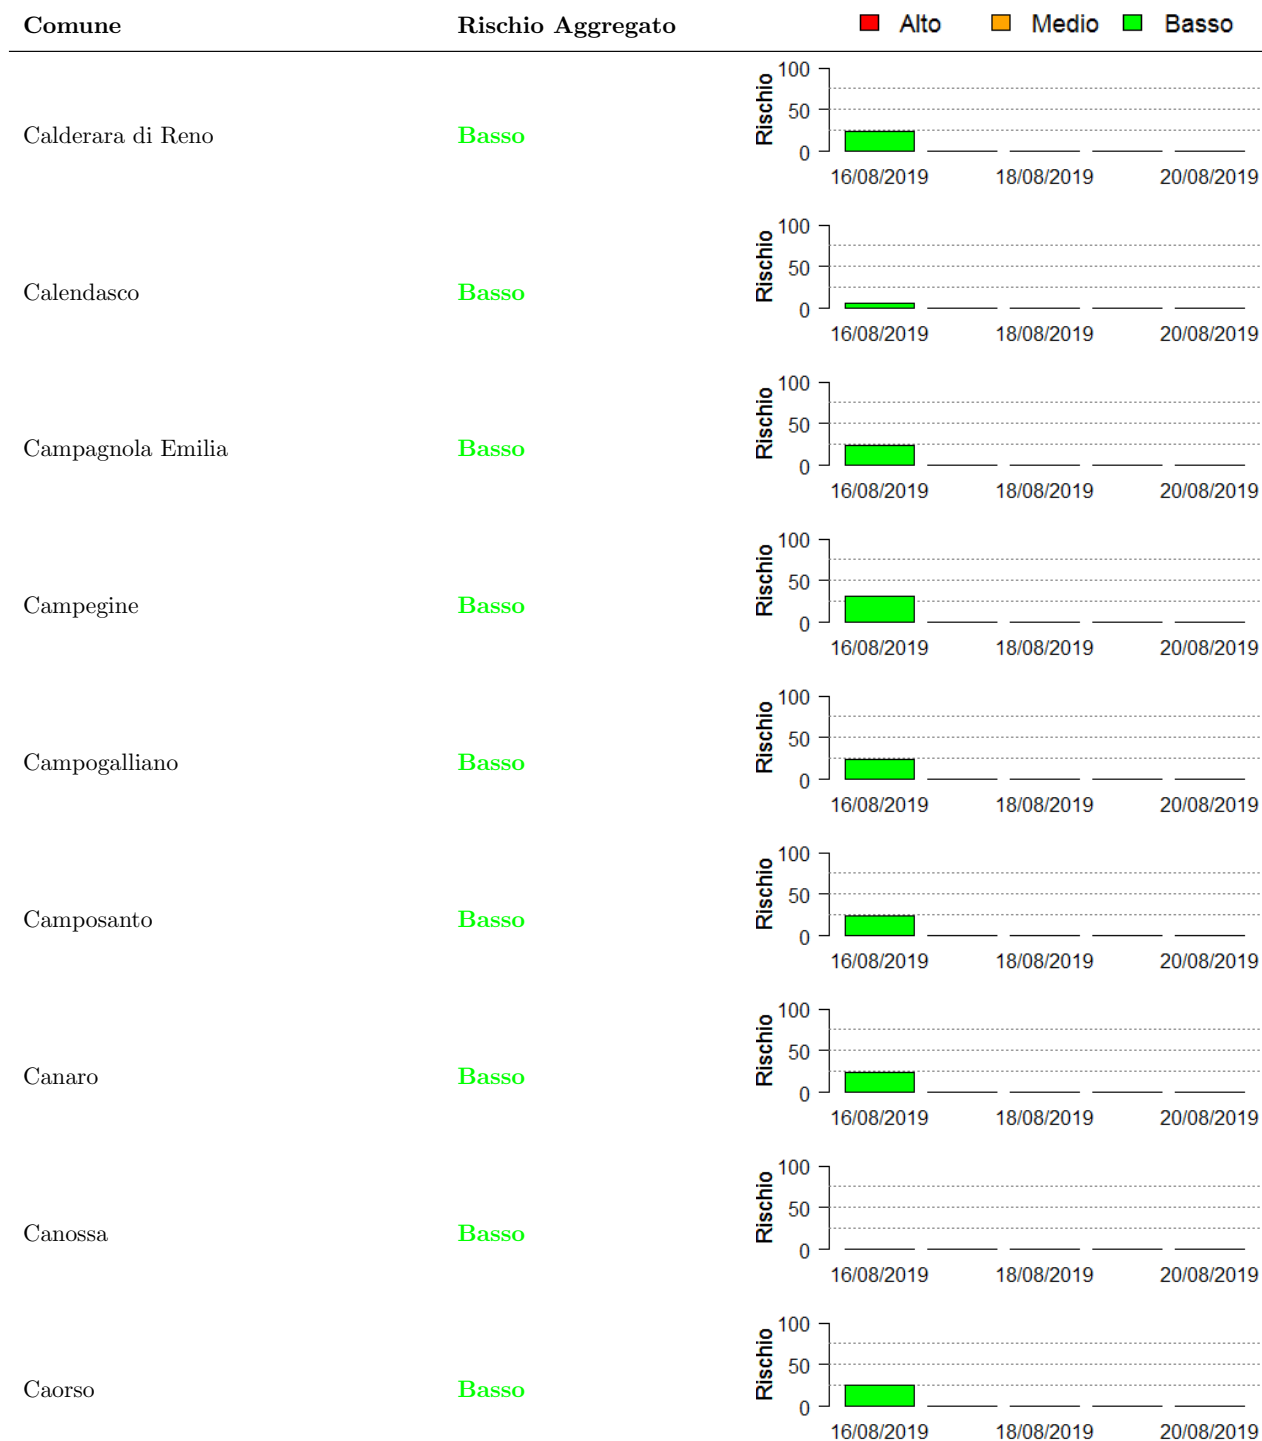 Comune Rischio Aggregato Alto Medio Basso
Calderara di Reno Basso
Rischio
100
50
0
16/08/2019 18/08/2019 20/08/2019
Calendasco Basso
Rischio
100
50
0
16/08/2019 18/08/2019 20/08/2019
Campagnola Emilia Basso
Rischio
100
50
0
16/08/2019 18/08/2019 20/08/2019
Campegine Basso
Rischio
100
50
0
16/08/2019 18/08/2019 20/08/2019
Campogalliano Basso
Rischio
100
50
0
16/08/2019 18/08/2019 20/08/2019
Camposanto Basso
Rischio
100
50
0
16/08/2019 18/08/2019 20/08/2019
Canaro Basso
Rischio
100
50
0
16/08/2019 18/08/2019 20/08/2019
Canossa Basso
Rischio
100
50
0
16/08/2019 18/08/2019 20/08/2019
Caorso Basso
Rischio
100
50
0
16/08/2019 18/08/2019 20/08/2019